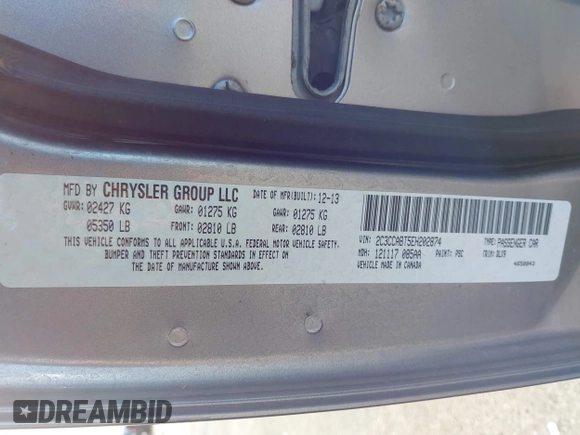 MFD BY CHRYSLER GROUP LLC DATE OF MFR(BUILT): 12-13
GVWR: 02427 KG GAWR: 01275 KG GAWR: 01275 KG
05350 LB FRONT: 02810 LB REAR: 02810 LB
THIS VEHICLE CONFORMS TO ALL APPLICABLE U.S.A. FEDERAL MOTOR VEHICLE SAFETY,
BUMPER AND THEFT PREVENTION STANDARDS IN EFFECT ON
THE DATE OF MANUFACTURE SHOWN ABOVE.
VIN: 2C3CCABT5EH202874 TYPE: PASSENGER CAR
MDH: 121117 085AA PAINT: PSC TRIM: DLX9
VEHICLE MADE IN CANADA
DREAMBID